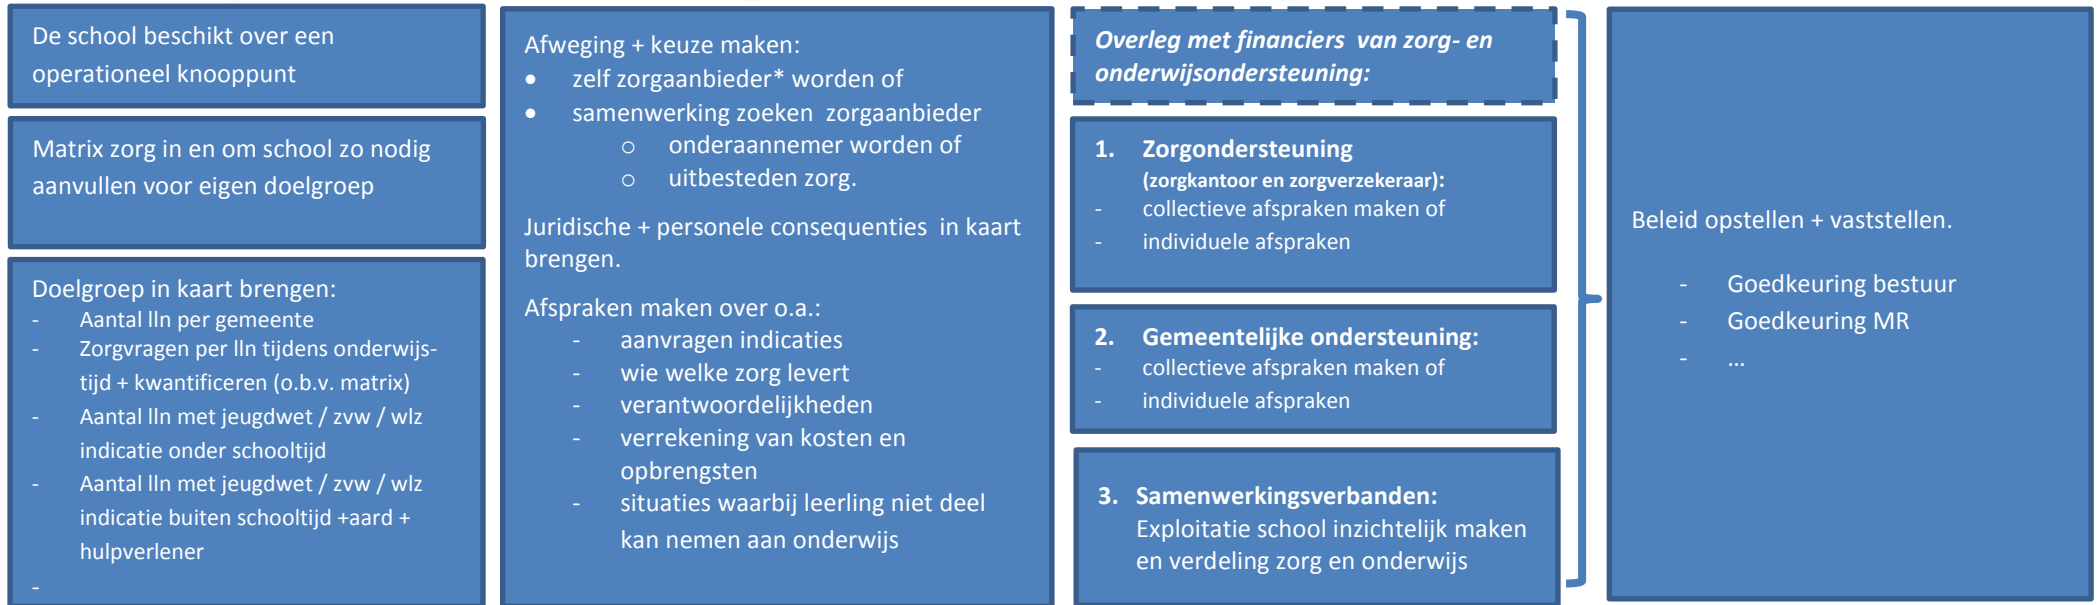 De school beschikt over een
operationeel knooppunt
Matrix zorg in en om school zo nodig
aanvullen voor eigen doelgroep
Doelgroep in kaart brengen:
- Aantal lln per gemeente
- Zorgvragen per lln tijdens onderwijs-
tijd + kwantificeren (o.b.v. matrix)
- Aantal lln met jeugdwet / zvw / wlz
indicatie onder schooltijd
- Aantal lln met jeugdwet / zvw / wlz
indicatie buiten schooltijd +aard +
hulpverlener
-
Afweging + keuze maken:
• zelf zorgaanbieder* worden of
• samenwerking zoeken zorgaanbieder
o onderaannemer worden of
o uitbesteden zorg.
Juridische + personele consequenties in kaart
brengen.
Afspraken maken over o.a.:
- aanvragen indicaties
- wie welke zorg levert
- verantwoordelijkheden
- verrekening van kosten en
opbrengsten
- situaties waarbij leerling niet deel
kan nemen aan onderwijs
Overleg met financiers van zorg- en
onderwijsondersteuning:
1. Zorgondersteuning
(zorgkantoor en zorgverzekeraar):
- collectieve afspraken maken of
- individuele afspraken
2. Gemeentelijke ondersteuning:
- collectieve afspraken maken of
- individuele afspraken
3. Samenwerkingsverbanden:
Exploitatie school inzichtelijk maken
en verdeling zorg en onderwijs
Beleid opstellen + vaststellen.
- Goedkeuring bestuur
- Goedkeuring MR
- ...